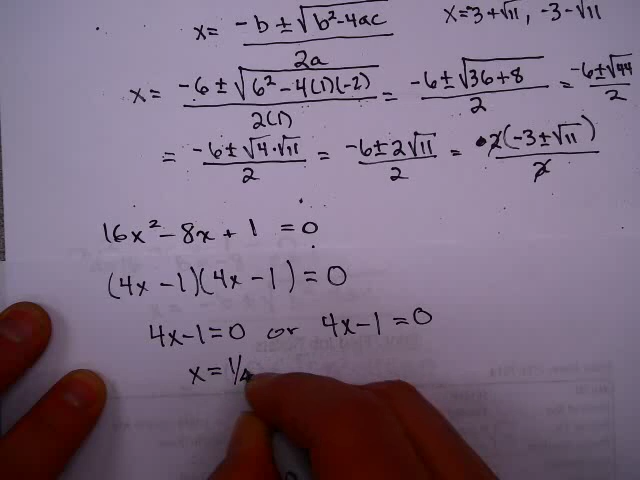 x = (-b ± √(b² - 4ac)) / 2a    x = -3 + √11, -3 - √11
x = (-6 ± √(6² - 4(1)(-2))) / 2(1) = (-6 ± √(36 + 8)) / 2 = (-6 ± √44) / 2
= (-6 ± √4 · √11) / 2 = (-6 ± 2√11) / 2 = 2(-3 ± √11) / 2
16x² - 8x + 1 = 0
(4x - 1)(4x - 1) = 0
4x - 1 = 0 or 4x - 1 = 0
x = 1/4